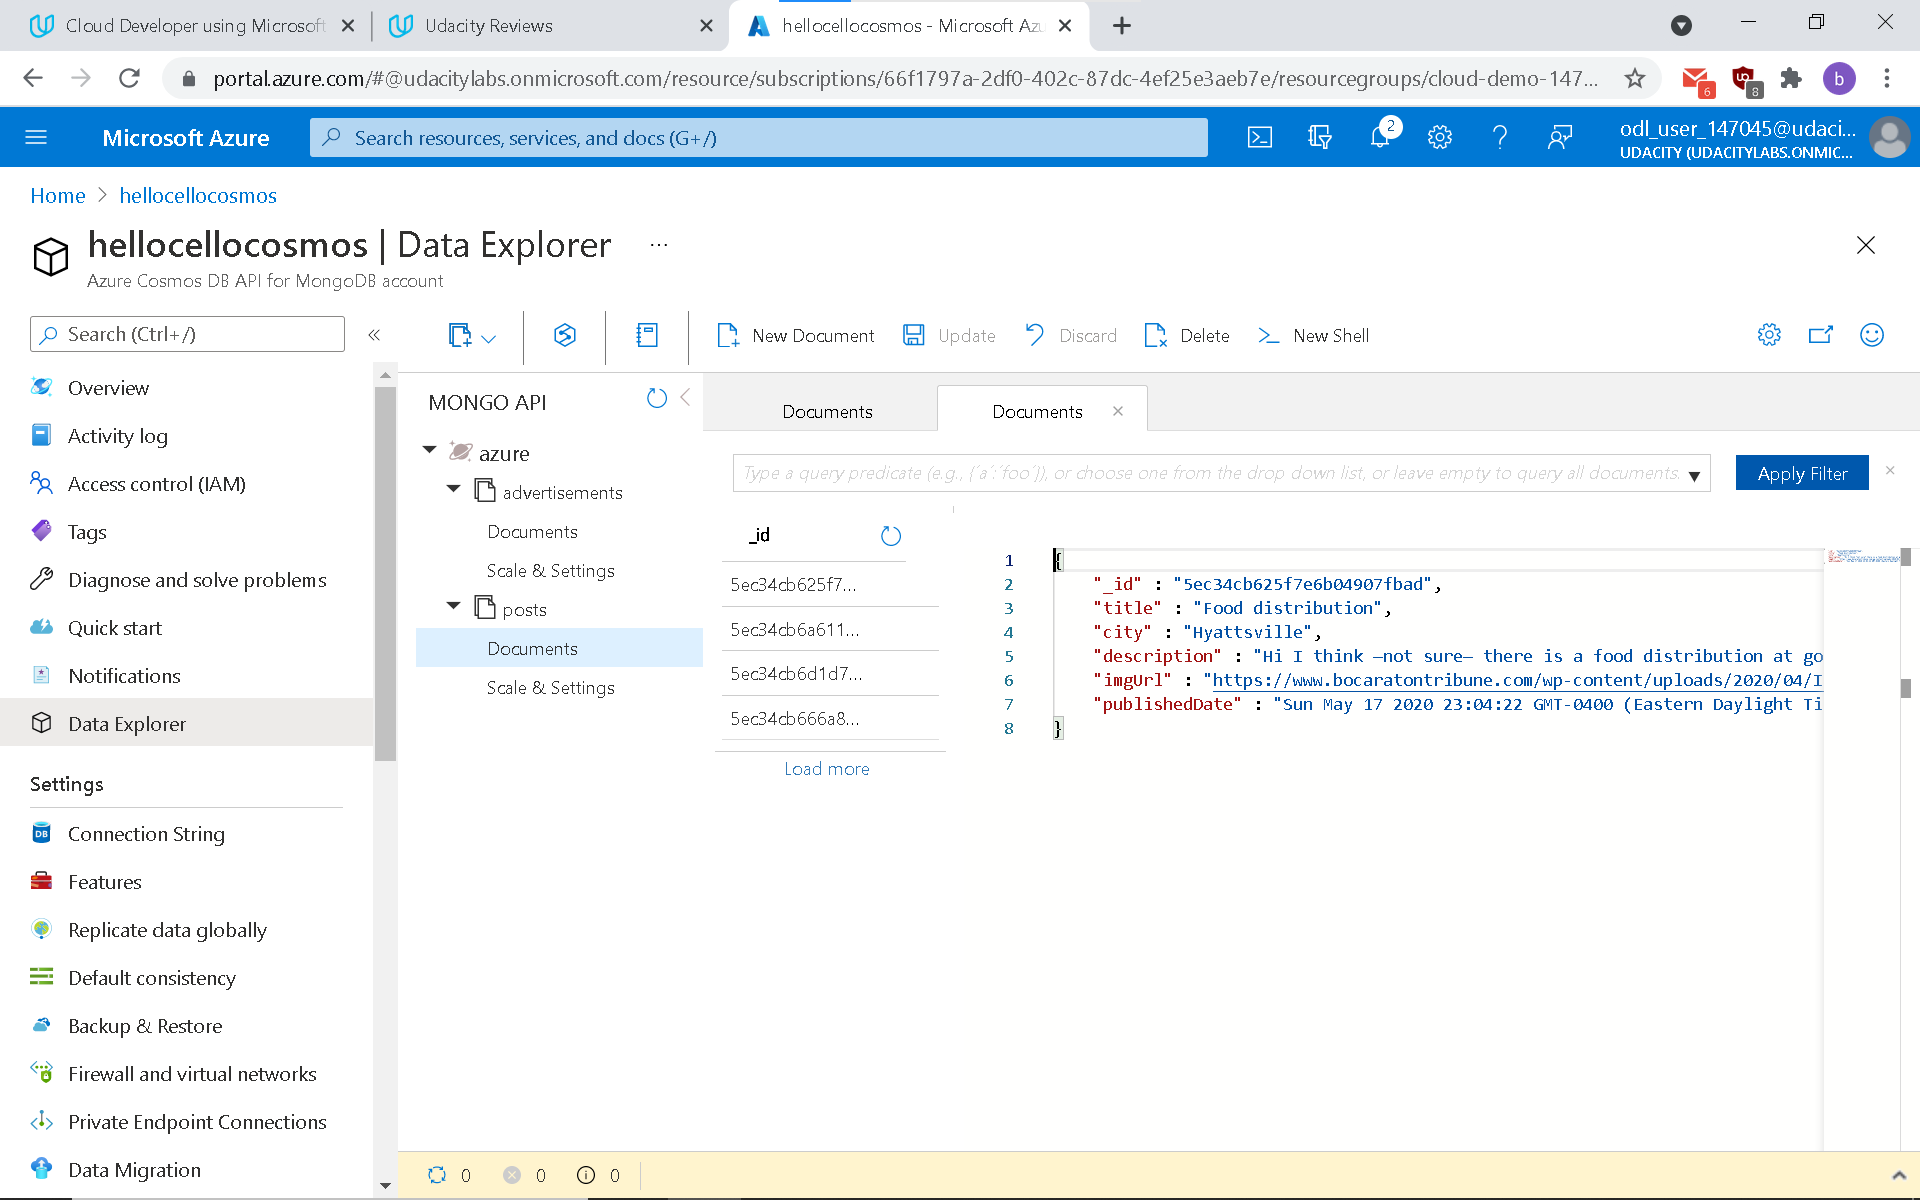 Cloud Developer using Microsoft
Udacity Reviews
hellocellocosmos - Microsoft Azu
portal.azure.com/#@udacitylabs.onmicrosoft.com/resource/subscriptions/66f1797a-2df0-402c-87dc-4ef25e3aeb7e/resourcegroups/cloud-demo-147...
6
8
b
Microsoft Azure
Search resources, services, and docs (G+/)
2
odl_user_147045@udaci...
UDACITY (UDACITYLABS.ONMIC...
Home > hellocellocosmos
hellocellocosmos | Data Explorer ...
Azure Cosmos DB API for MongoDB account
Search (Ctrl+/)
Overview
Activity log
Access control (IAM)
Tags
Diagnose and solve problems
Quick start
Notifications
Data Explorer
Settings
Connection String
Features
Replicate data globally
Default consistency
Backup & Restore
Firewall and virtual networks
Private Endpoint Connections
Data Migration
New Document
Update
Discard
Delete
New Shell
MONGO API
azure
advertisements
Documents
Scale & Settings
posts
Documents
Scale & Settings
Documents
Documents
Type a query predicate (e.g., {´a´:´foo´}), or choose one from the drop down list, or leave empty to query all documents.
Apply Filter
_id
5ec34cb625f7...
5ec34cb6a611...
5ec34cb6d1d7...
5ec34cb666a8...
Load more
1 {
2 "_id" : "5ec34cb625f7e6b04907fbad",
3 "title" : "Food distribution",
4 "city" : "Hyattsville",
5 "description" : "Hi I think —not sure— there is a food distribution at go
6 "imgUrl" : "https://www.bocaratontribune.com/wp-content/uploads/2020/04/I
7 "publishedDate" : "Sun May 17 2020 23:04:22 GMT-0400 (Eastern Daylight Ti
8 }
0 0 0